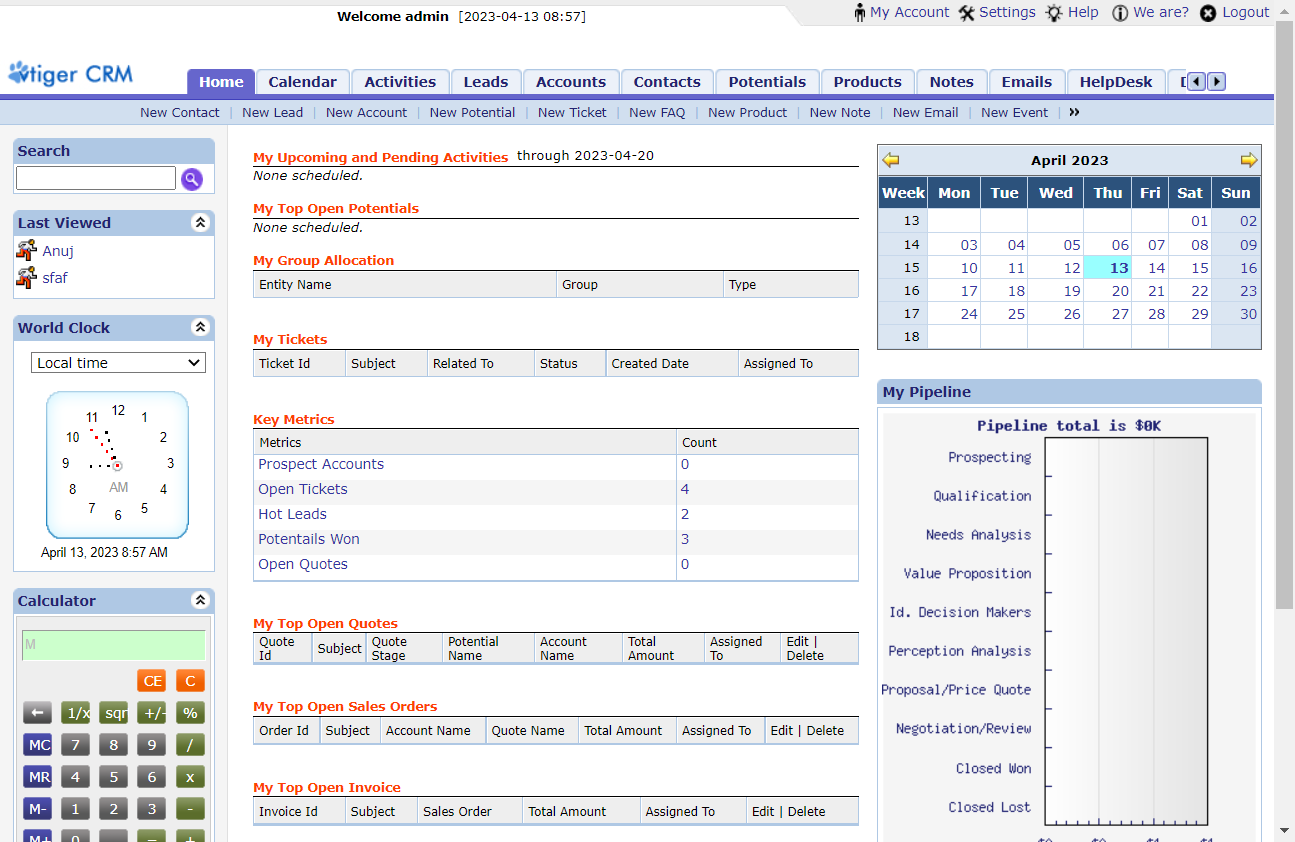 Welcome admin [2023-04-13 08:57]
My Account Settings Help We are? Logout
vtiger CRM
Home Calendar Activities Leads Accounts Contacts Potentials Products Notes Emails HelpDesk
New Contact | New Lead | New Account | New Potential | New Ticket | New FAQ | New Product | New Note | New Email | New Event | »
Search
Last Viewed
Anuj
sfaf
World Clock
Local time
12
11 1
10 2
9 3
AM
8 4
7 5
6
April 13, 2023 8:57 AM
Calculator
M
CE C
← 1/x sqr +/- %
MC 7 8 9 /
MR 4 5 6 x
M- 1 2 3 -
M+ 0 . = +
My Upcoming and Pending Activities through 2023-04-20
None scheduled.
My Top Open Potentials
None scheduled.
My Group Allocation
Entity Name Group Type
My Tickets
Ticket Id Subject Related To Status Created Date Assigned To
Key Metrics
Metrics Count
Prospect Accounts 0
Open Tickets 4
Hot Leads 2
Potentails Won 3
Open Quotes 0
My Top Open Quotes
Quote Id Subject Quote Stage Potential Name Account Name Total Amount Assigned To Edit | Delete
My Top Open Sales Orders
Order Id Subject Account Name Quote Name Total Amount Assigned To Edit | Delete
My Top Open Invoice
Invoice Id Subject Sales Order Total Amount Assigned To Edit | Delete
April 2023
Week Mon Tue Wed Thu Fri Sat Sun
13 01 02
14 03 04 05 06 07 08 09
15 10 11 12 13 14 15 16
16 17 18 19 20 21 22 23
17 24 25 26 27 28 29 30
18
My Pipeline
Pipeline total is $0K
Prospecting
Qualification
Needs Analysis
Value Proposition
Id. Decision Makers
Perception Analysis
Proposal/Price Quote
Negotiation/Review
Closed Won
Closed Lost
$0 $0 $1 $1